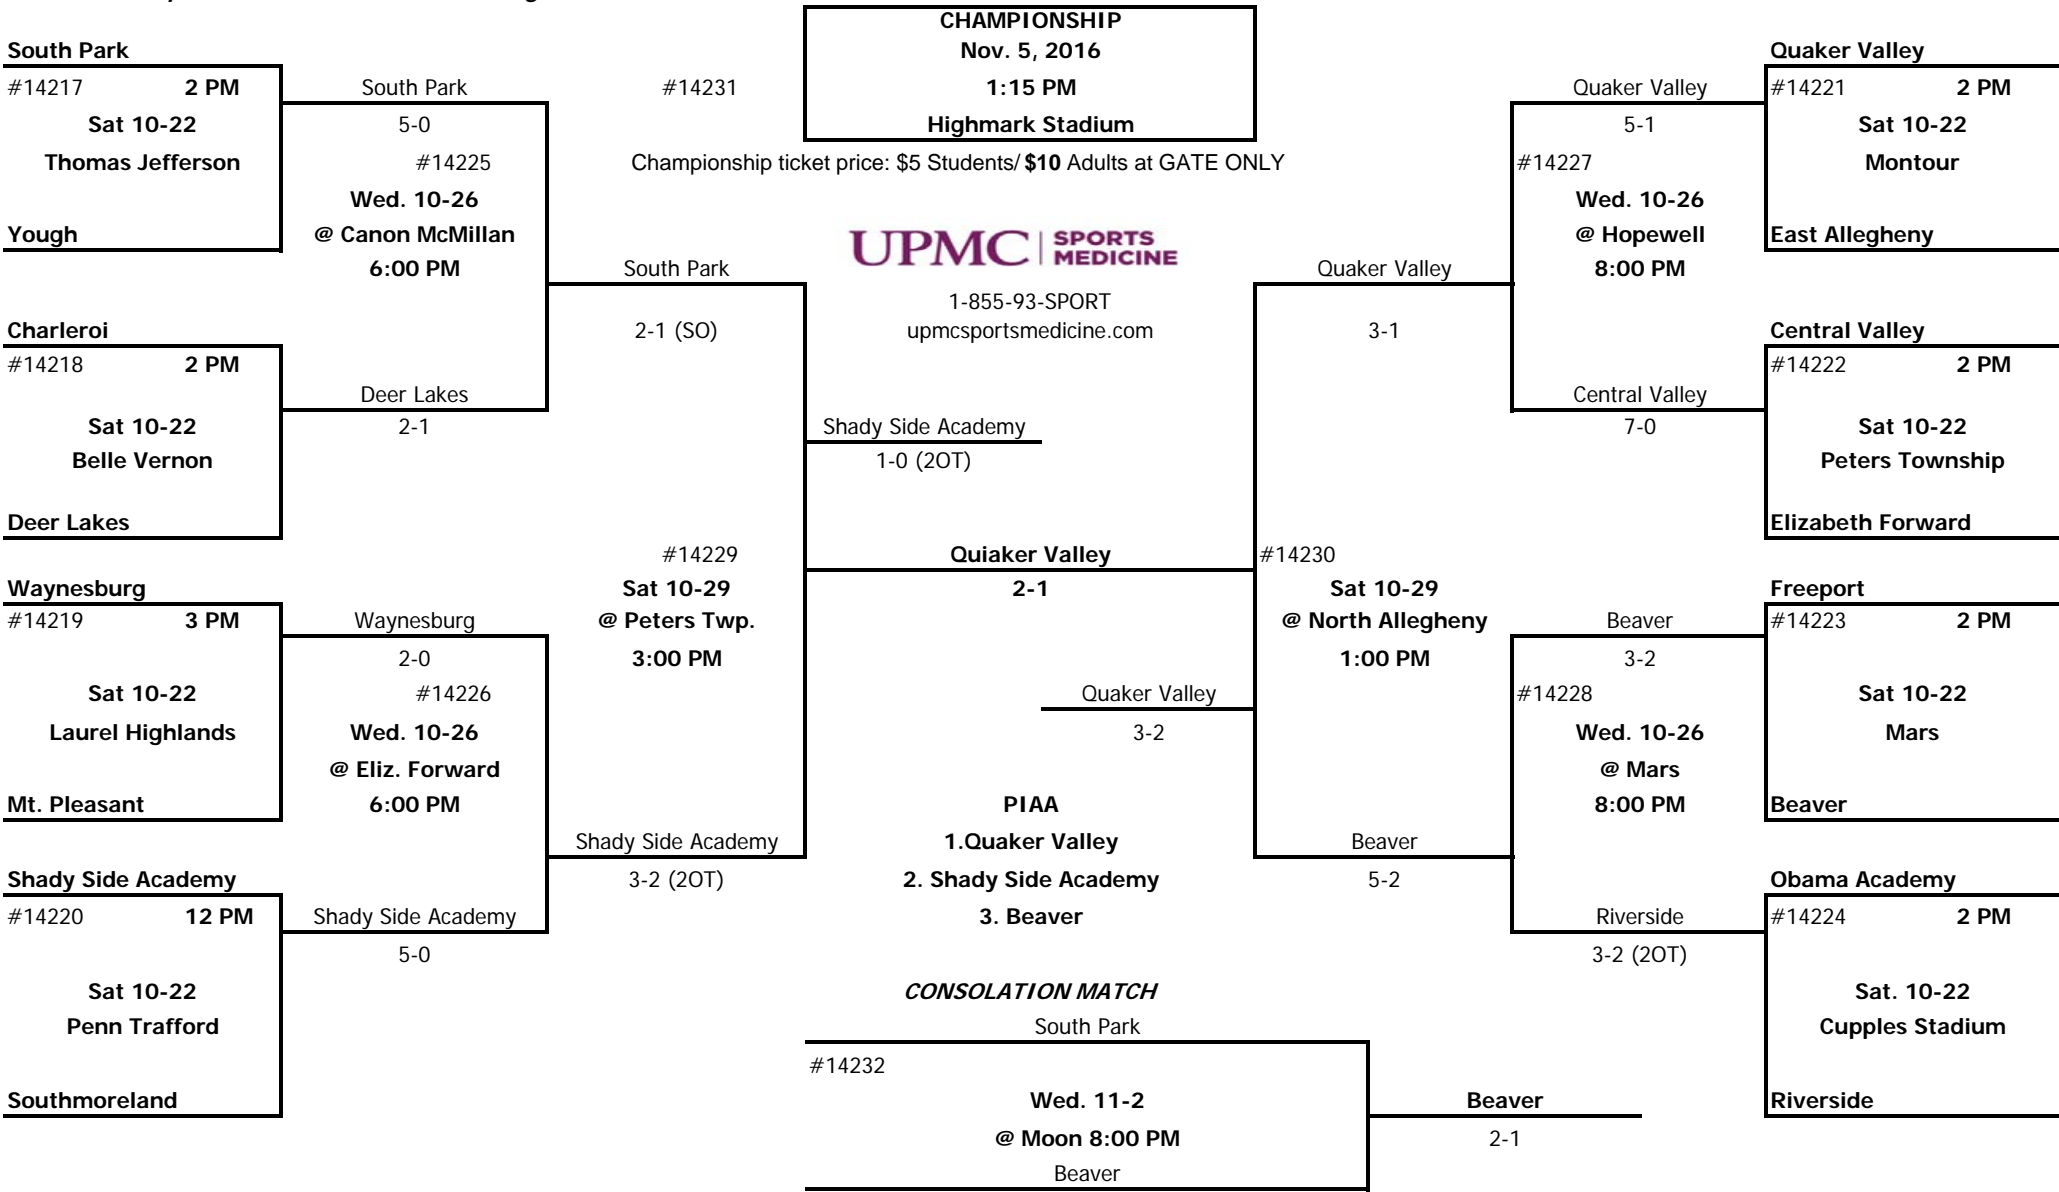 CHAMPIONSHIP
Nov. 5, 2016
#14231
1:15 PM
Highmark Stadium
Championship ticket price: $5 Students/ $10 Adults at GATE ONLY
South Park
#14217 2 PM
Sat 10-22
Thomas Jefferson
Yough
Charleroi
#14218 2 PM
Sat 10-22
Belle Vernon
Deer Lakes
Waynesburg
#14219 3 PM
Sat 10-22
Laurel Highlands
Mt. Pleasant
Shady Side Academy
#14220 12 PM
Sat 10-22
Penn Trafford
Southmoreland
South Park
5-0
#14225
Wed. 10-26
@ Canon McMillan
6:00 PM
Deer Lakes
2-1
Waynesburg
2-0
#14226
Wed. 10-26
@ Eliz. Forward
6:00 PM
Shady Side Academy
5-0
South Park
2-1 (SO)
#14229
Sat 10-29
@ Peters Twp.
3:00 PM
Shady Side Academy
3-2 (2OT)
UPMC SPORTS
MEDICINE
1-855-93-SPORT
upmcsportsmedicine.com
Shady Side Academy
1-0 (2OT)
Quiaker Valley
2-1
Quaker Valley
3-2
PIAA
1.Quaker Valley
2. Shady Side Academy
3. Beaver
CONSOLATION MATCH
South Park
#14232
Wed. 11-2
@ Moon 8:00 PM
Beaver
Beaver
2-1
Quaker Valley
3-1
#14230
Sat 10-29
@ North Allegheny
1:00 PM
Beaver
5-2
Quaker Valley
5-1
#14227
Wed. 10-26
@ Hopewell
8:00 PM
Central Valley
7-0
Beaver
3-2
#14228
Wed. 10-26
@ Mars
8:00 PM
Riverside
3-2 (2OT)
Quaker Valley
#14221 2 PM
Sat 10-22
Montour
East Allegheny
Central Valley
#14222 2 PM
Sat 10-22
Peters Township
Elizabeth Forward
Freeport
#14223 2 PM
Sat 10-22
Mars
Beaver
Obama Academy
#14224 2 PM
Sat. 10-22
Cupples Stadium
Riverside